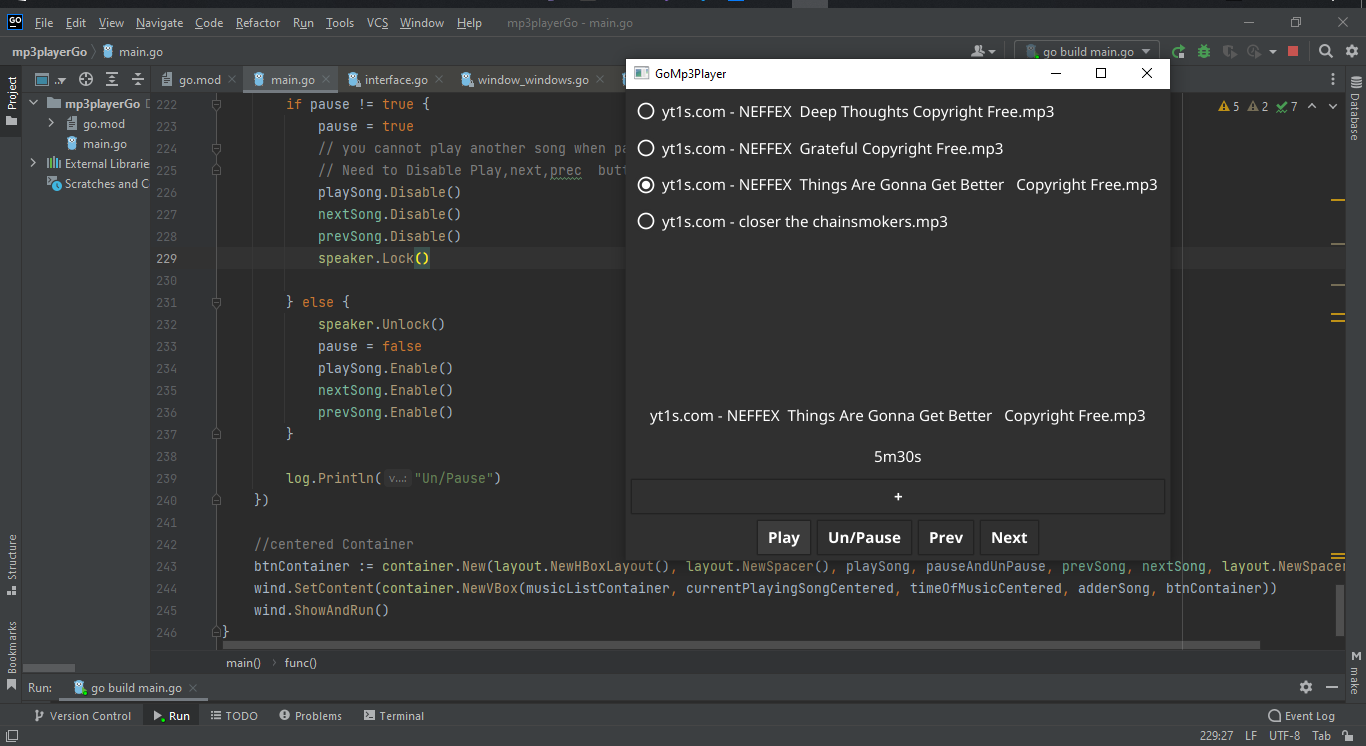 GO File Edit View Navigate Code Refactor Run Tools VCS Window Help mp3playerGo - main.go
mp3playerGo main.go go build main.go
Project
go.mod main.go interface.go window_windows.go
mp3playerGo
go.mod
main.go
External Librarie
Scratches and C
222 if pause != true {
223 pause = true
224 // you cannot play another song when pa
225 // Need to Disable Play,next,prec butt
226 playSong.Disable()
227 nextSong.Disable()
228 prevSong.Disable()
229 speaker.Lock()
230
231 } else {
232 speaker.Unlock()
233 pause = false
234 playSong.Enable()
235 nextSong.Enable()
236 prevSong.Enable()
237 }
238
239 log.Println( v...: "Un/Pause")
240 })
241
242 //centered Container
243 btnContainer := container.New(layout.NewHBoxLayout(), layout.NewSpacer(), playSong, pauseAndUnPause, prevSong, nextSong, layout.NewSpacer
244 wind.SetContent(container.NewVBox(musicListContainer, currentPlayingSongCentered, timeOfMusicCentered, adderSong, btnContainer))
245 wind.ShowAndRun()
246 }
GoMp3Player
yt1s.com - NEFFEX Deep Thoughts Copyright Free.mp3
yt1s.com - NEFFEX Grateful Copyright Free.mp3
yt1s.com - NEFFEX Things Are Gonna Get Better Copyright Free.mp3
yt1s.com - closer the chainsmokers.mp3
yt1s.com - NEFFEX Things Are Gonna Get Better Copyright Free.mp3
5m30s
+
Play Un/Pause Prev Next
5 2 7
Database
M make
Structure
Bookmarks
main() func()
Run: go build main.go
Version Control Run TODO Problems Terminal Event Log
229:27 LF UTF-8 Tab